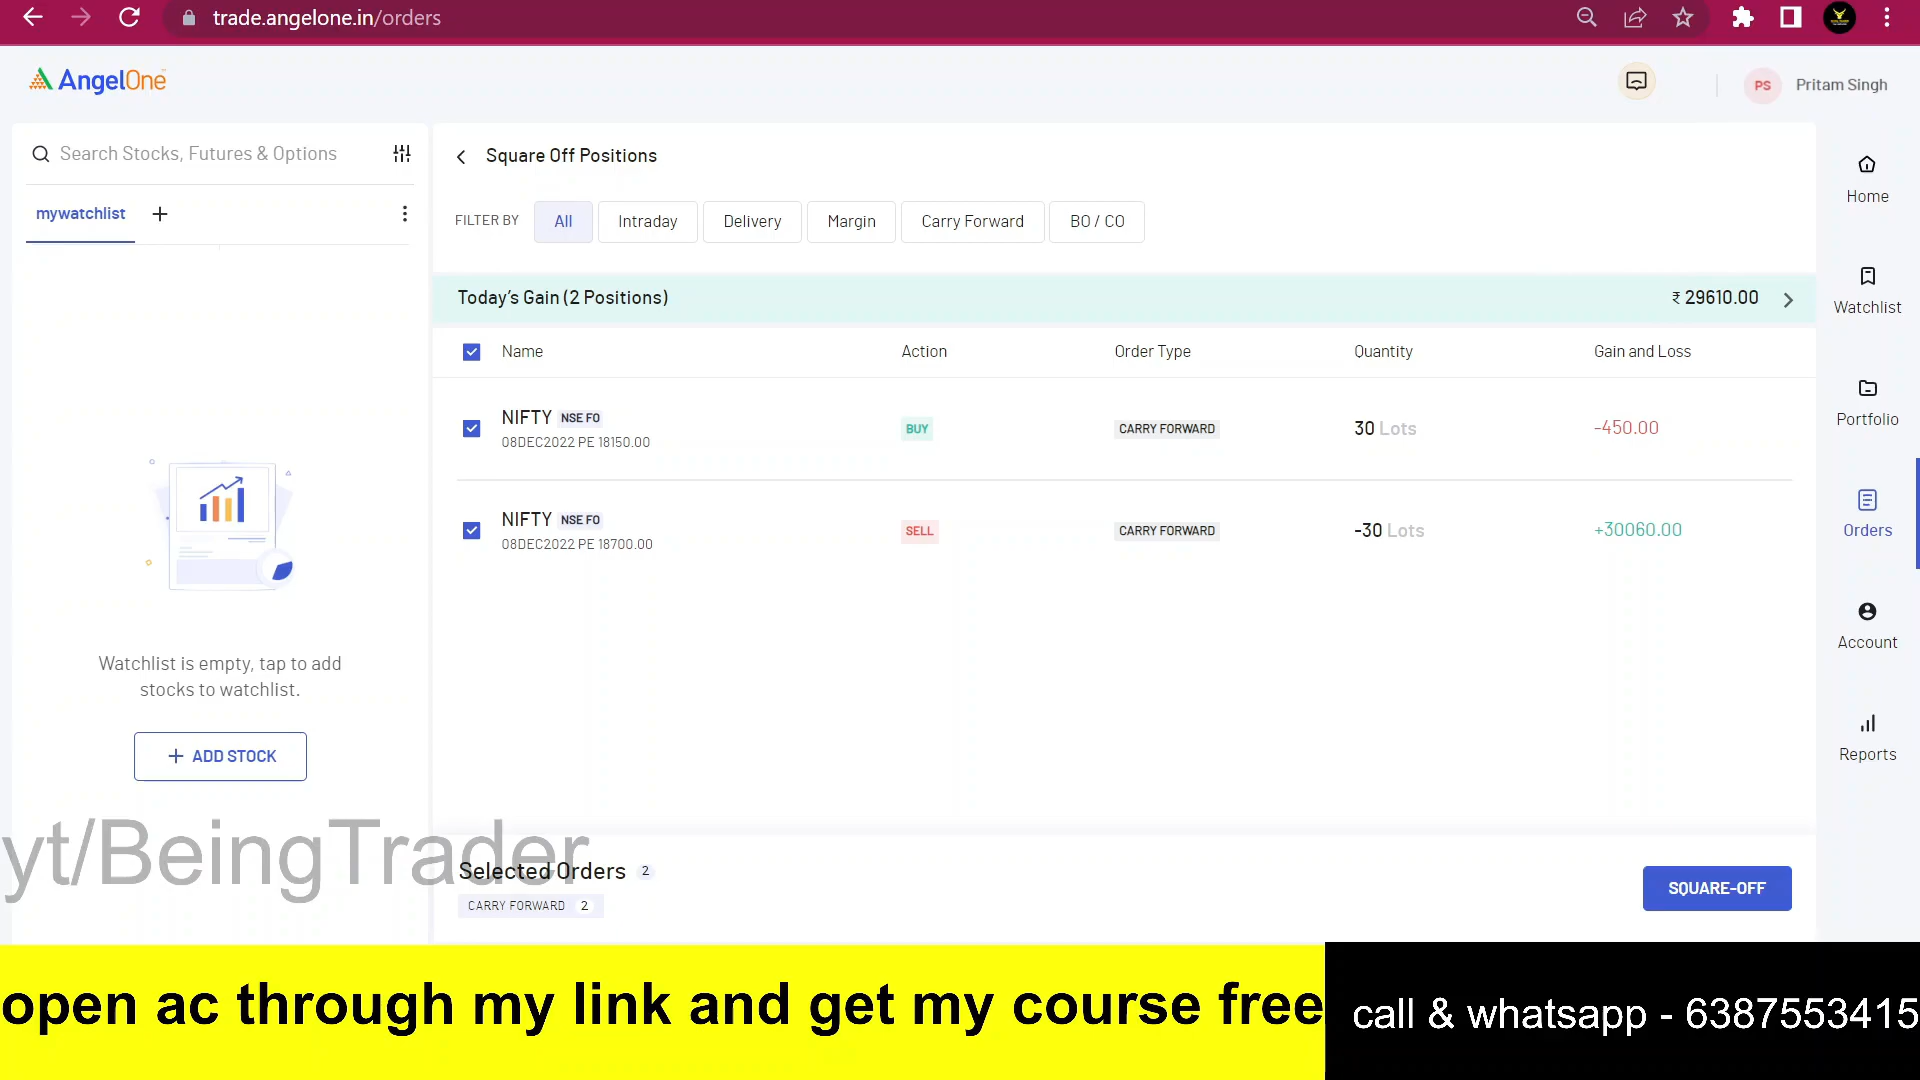 trade.angelone.in/orders
AngelOne
PS Pritam Singh
Search Stocks, Futures & Options
mywatchlist
Square Off Positions
FILTER BY All Intraday Delivery Margin Carry Forward BO / CO
Today's Gain (2 Positions) ₹ 29610.00
Name Action Order Type Quantity Gain and Loss
NIFTY NSE FO BUY CARRY FORWARD 30 Lots -450.00
08DEC2022 PE 18150.00
NIFTY NSE FO SELL CARRY FORWARD -30 Lots +30060.00
08DEC2022 PE 18700.00
Watchlist is empty, tap to add
stocks to watchlist.
+ ADD STOCK
Home
Watchlist
Portfolio
Orders
Account
Reports
yt/BeingTrader
Selected Orders 2
CARRY FORWARD 2
SQUARE-OFF
open ac through my link and get my course free
call & whatsapp - 6387553415